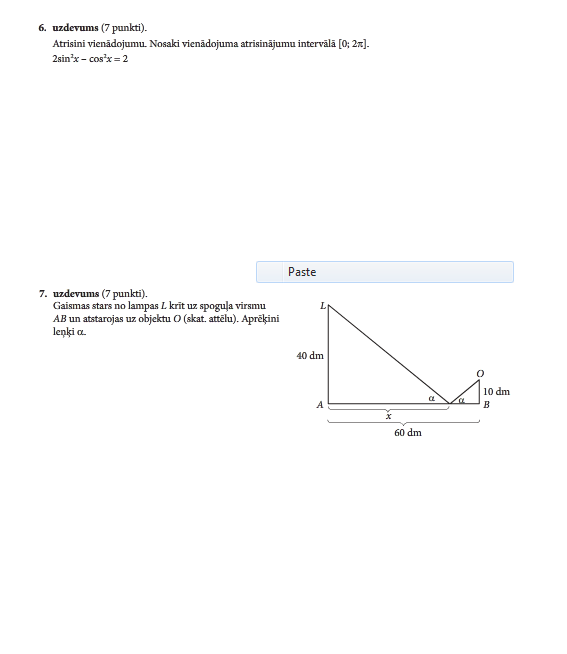 6. uzdevums (7 punkti).
Atrisini vienādojumu. Nosaki vienādojuma atrisinājumu intervālā [0; 2π].
2sin²x – cos²x = 2
Paste
7. uzdevums (7 punkti).
Gaismas stars no lampas L krīt uz spoguļa virsmu
AB un atstarojas uz objektu O (skat. attēlu). Aprēķini
leņķi α.
L
40 dm
O
10 dm
A
α
α
B
x
60 dm